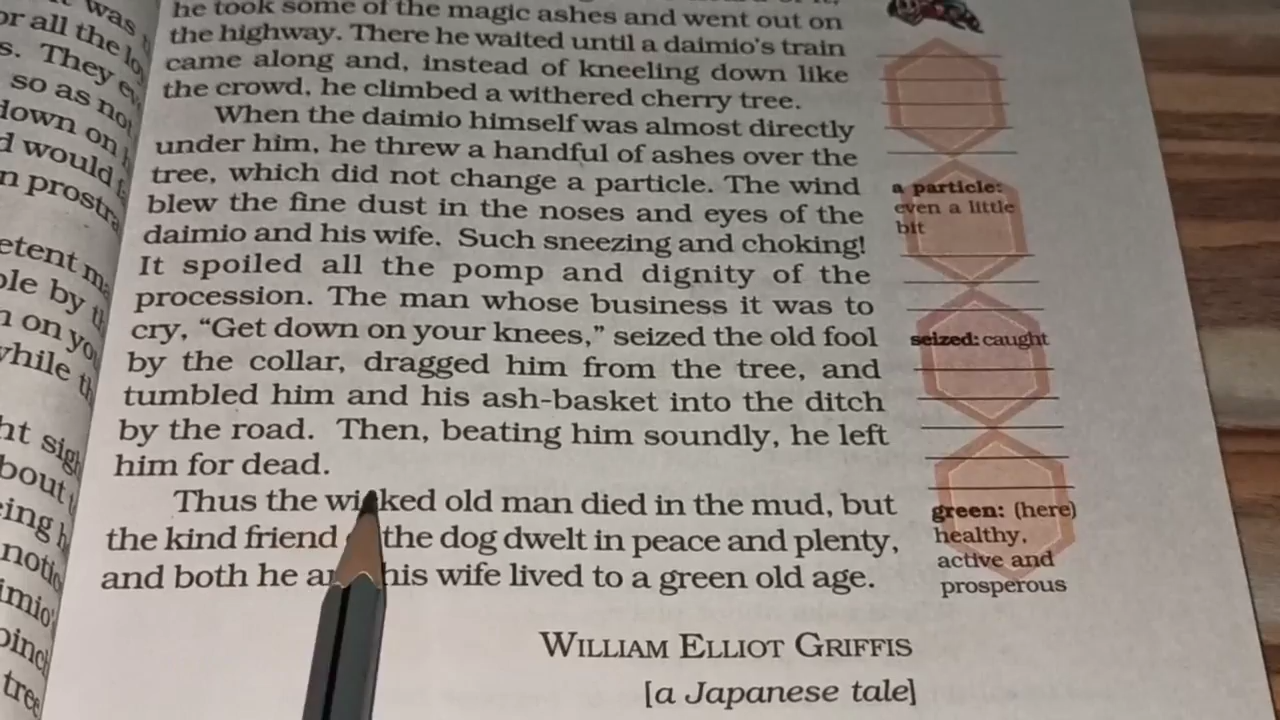 was
he took some of the magic ashes and went out on
the highway. There he waited until a daimio's train
came along and, instead of kneeling down like
the crowd, he climbed a withered cherry tree.
When the daimio himself was almost directly
under him, he threw a handful of ashes over the
tree, which did not change a particle. The wind
blew the fine dust in the noses and eyes of the
daimio and his wife. Such sneezing and choking!
It spoiled all the pomp and dignity of the
procession. The man whose business it was to
cry, “Get down on your knees,” seized the old fool
by the collar, dragged him from the tree, and
tumbled him and his ash-basket into the ditch
by the road. Then, beating him soundly, he left
him for dead.
Thus the wicked old man died in the mud, but
the kind friend the dog dwelt in peace and plenty,
and both he his wife lived to a green old age.
WILLIAM ELLIOT GRIFFIS
[a Japanese tale]
a particle:
even a little
bit
seized: caught
green: (here)
healthy,
active and
prosperous